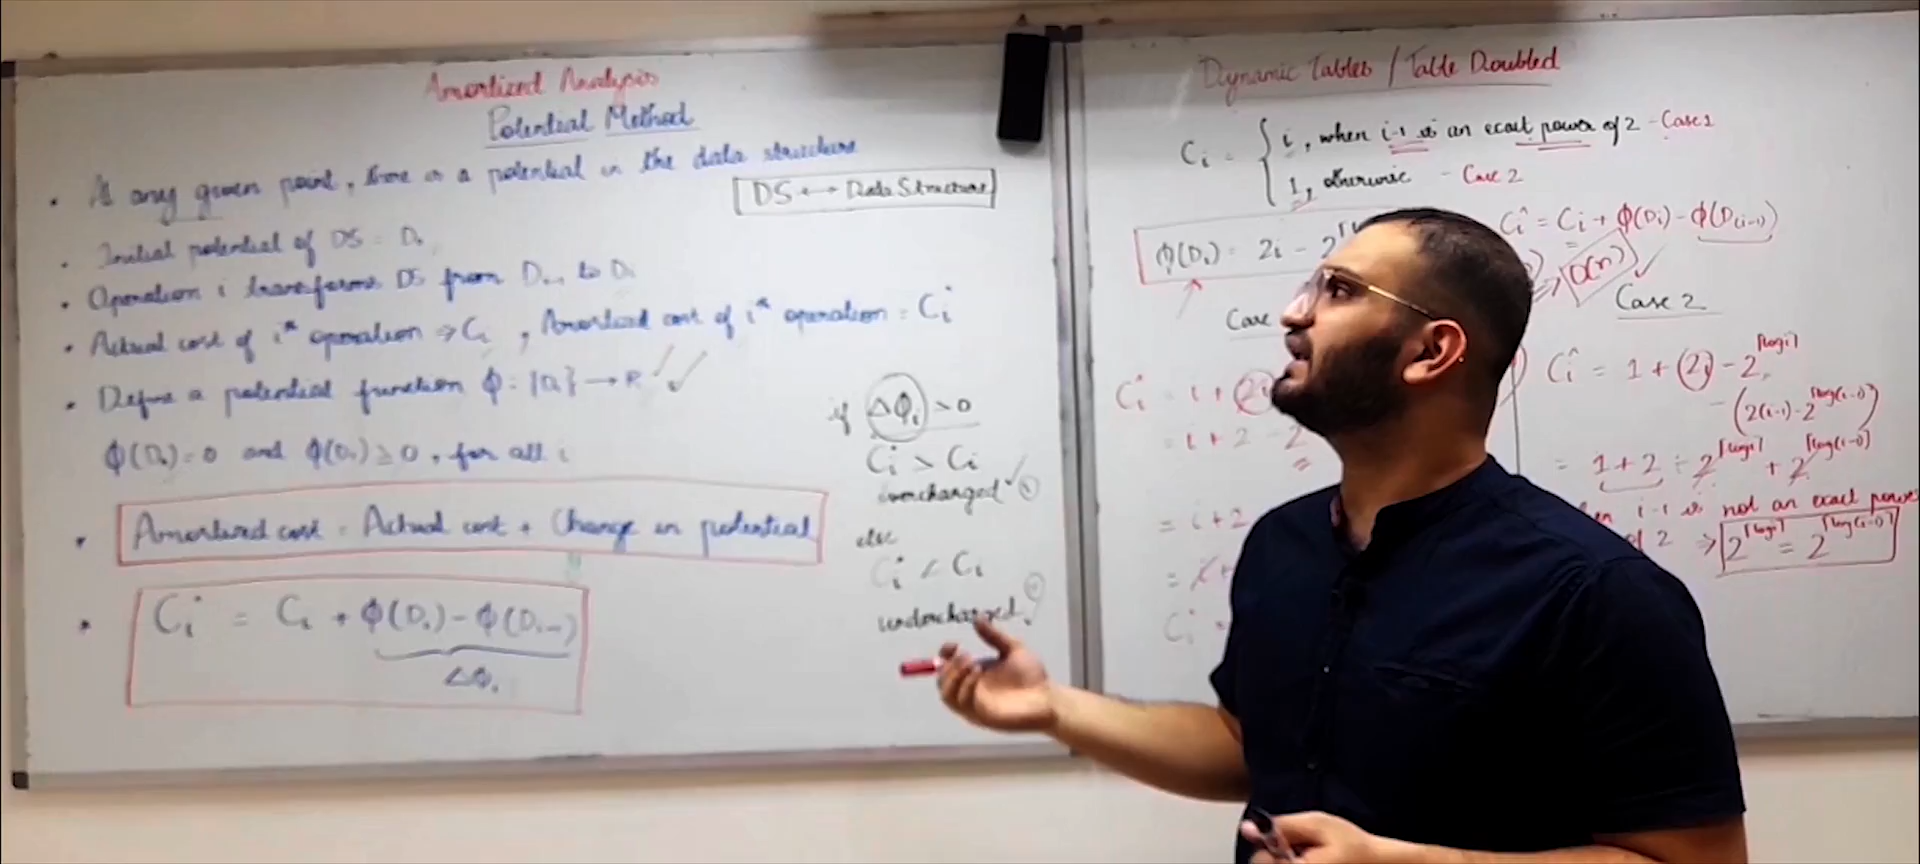 Amortized Analysis
Potential Method
• At any given point, there is a potential in the data structure
DS ↔ Data Structure
• Initial potential of DS = D₀
• Operation i transforms DS from Dᵢ₋₁ to Dᵢ
• Actual cost of iᵗʰ operation ⇒ Cᵢ , Amortized cost of iᵗʰ operation = Ĉᵢ
• Define a potential function ϕ : {Dᵢ} → R ✓ ✓
ϕ(D₀) = 0 and ϕ(Dᵢ) ≥ 0, for all i
• Amortized cost = Actual cost + Change in potential
• Ĉᵢ = Cᵢ + ϕ(Dᵢ) - ϕ(Dᵢ₋₁)
Δϕᵢ
if Δϕᵢ > 0
Ĉᵢ > Cᵢ
overcharged ✓
else
Ĉᵢ < Cᵢ
undercharged
Dynamic Tables / Table Doubled
Cᵢ = { i, when i-1 is an exact power of 2 - Case 1
1, otherwise - Case 2
ϕ(Dᵢ) = 2i - 2
Ĉᵢ = Cᵢ + ϕ(Dᵢ) - ϕ(D(i-1))
O(n) ✓
Case
Ĉᵢ = i + 2i
= i + 2 - 2
= i + 2
= i +
Ĉᵢ =
Case 2
Ĉᵢ = 1 + 2i - 2^⌈log i⌉
- (2(i-1) - 2^⌈log(i-1)⌉)
= 1 + 2 - 2^⌈log i⌉ + 2^⌈log(i-1)⌉
i-1 is not an exact power
2 ⇒ 2^⌈log i⌉ = 2^⌈log(i-1)⌉